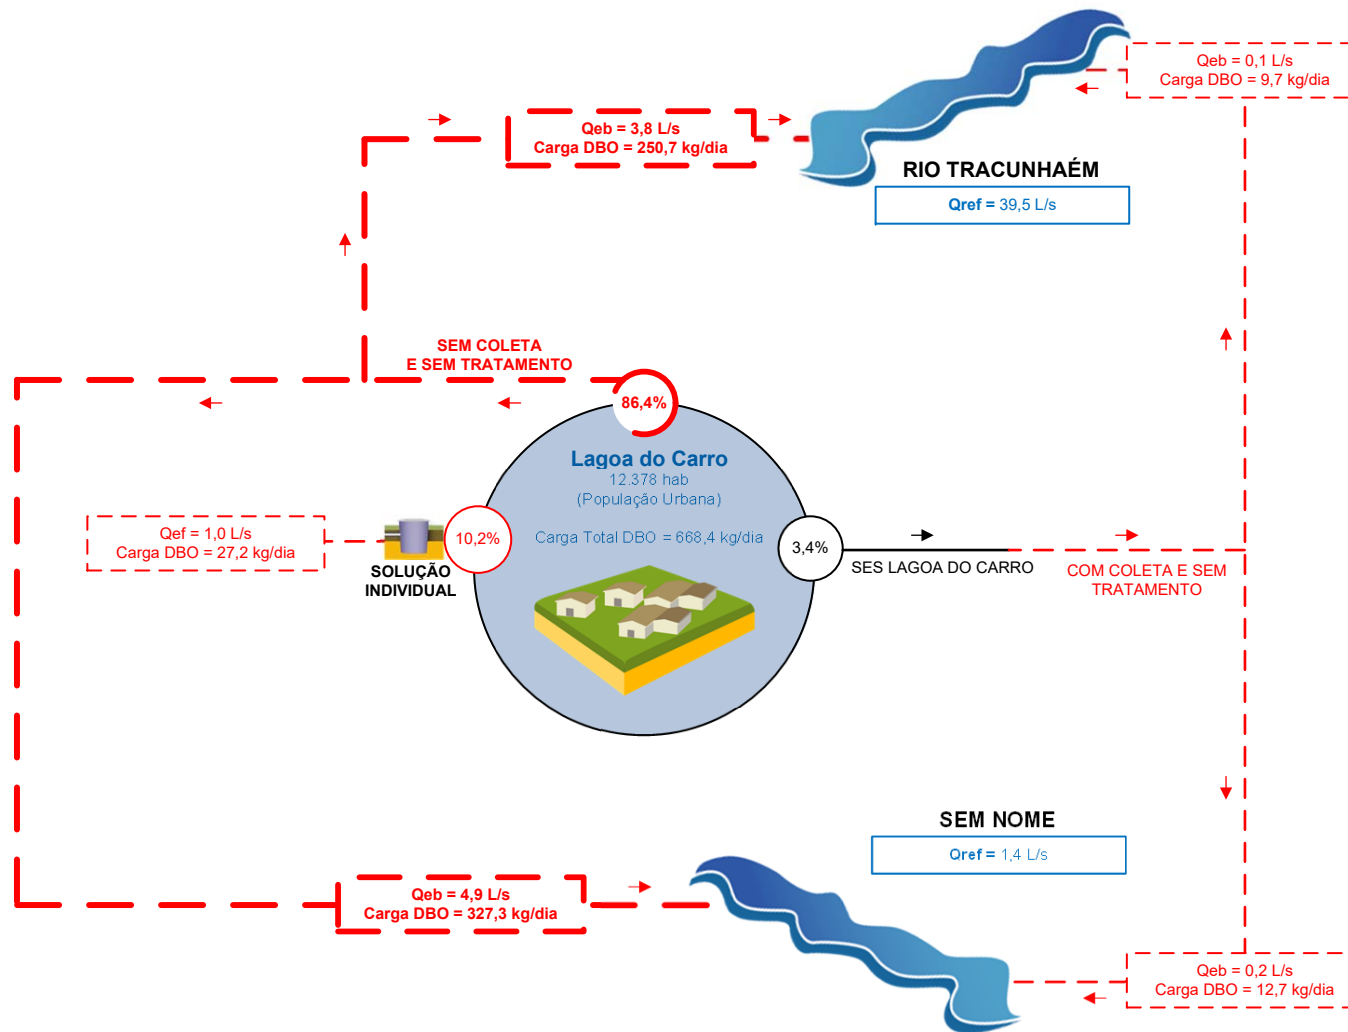 Qeb = 0,1 L/s
Carga DBO = 9,7 kg/dia
Qeb = 3,8 L/s
Carga DBO = 250,7 kg/dia
RIO TRACUNHAÉM
Qref = 39,5 L/s
SEM COLETA
E SEM TRATAMENTO
86,4%
Lagoa do Carro
12.378 hab
(População Urbana)
Carga Total DBO = 668,4 kg/dia
Qef = 1,0 L/s
Carga DBO = 27,2 kg/dia
10,2%
SOLUÇÃO
INDIVIDUAL
3,4%
SES LAGOA DO CARRO
COM COLETA E SEM
TRATAMENTO
SEM NOME
Qref = 1,4 L/s
Qeb = 4,9 L/s
Carga DBO = 327,3 kg/dia
Qeb = 0,2 L/s
Carga DBO = 12,7 kg/dia